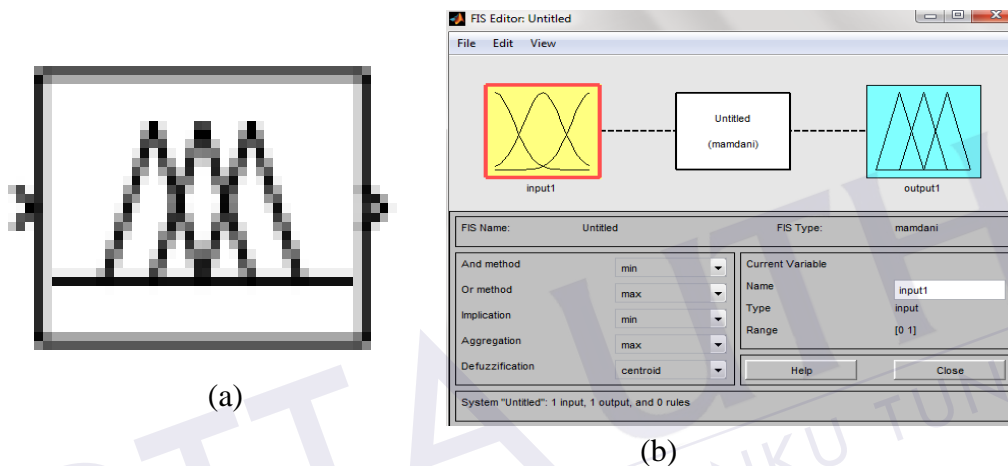 FIS Editor: Untitled
File Edit View
Untitled
(mamdani)
input1
output1
FIS Name: Untitled FIS Type: mamdani
And method min
Or method max
Implication min
Aggregation max
Defuzzification centroid
Current Variable
Name input1
Type input
Range [0 1]
Help Close
System "Untitled": 1 input, 1 output, and 0 rules
(a)
(b)